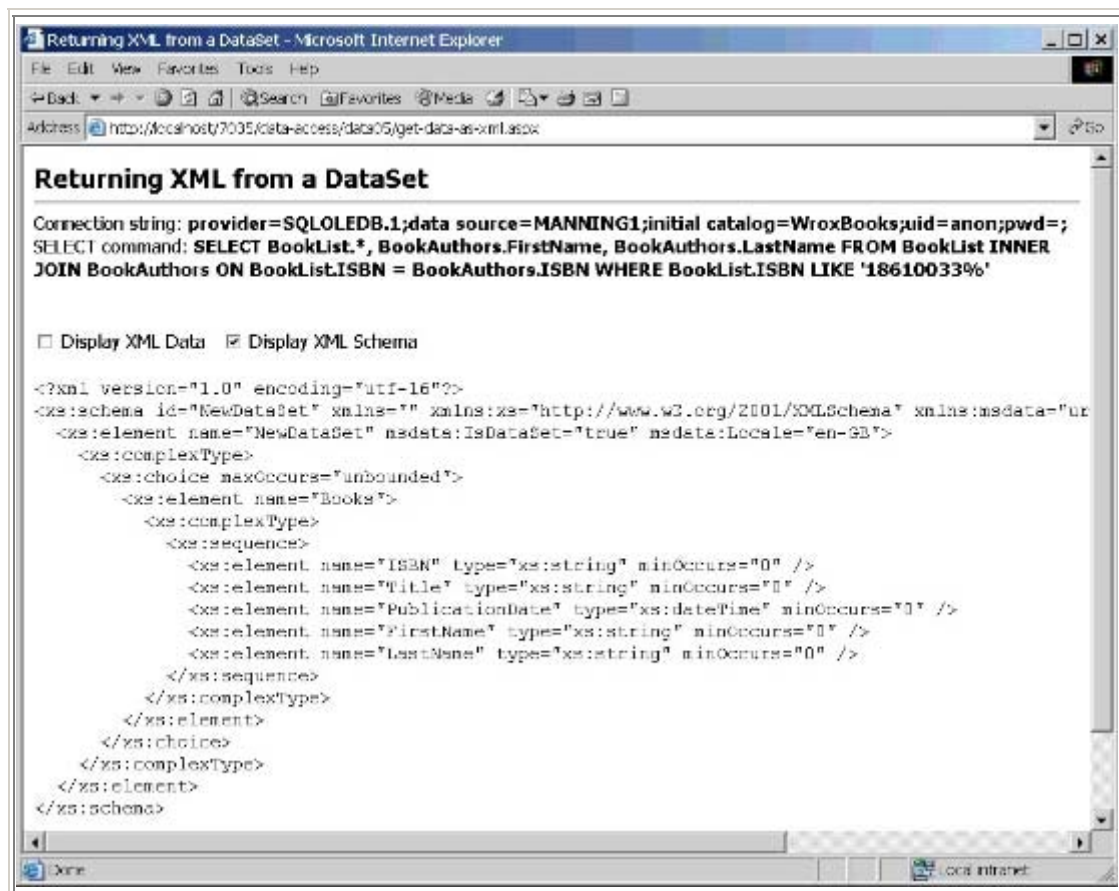 Returning XML from a DataSet - Microsoft Internet Explorer
File Edit View Favorites Tools Help
Back Search Favorites Media
Address http://localhost/7035/data-access/data05/get-data-as-xml.aspx Go
Returning XML from a DataSet
Connection string: provider=SQLOLEDB.1;data source=MANNING1;initial catalog=WroxBooks;uid=anon;pwd=;
SELECT command: SELECT BookList.*, BookAuthors.FirstName, BookAuthors.LastName FROM BookList INNER
JOIN BookAuthors ON BookList.ISBN = BookAuthors.ISBN WHERE BookList.ISBN LIKE '18610033%'
Display XML Data Display XML Schema
<?xml version="1.0" encoding="utf-16"?>
<xs:schema id="NewDataSet" xmlns="" xmlns:xs="http://www.w3.org/2001/XMLSchema" xmlns:msdata="ur
<xs:element name="NewDataSet" msdata:IsDataSet="true" msdata:Locale="en-GB">
<xs:complexType>
<xs:choice maxOccurs="unbounded">
<xs:element name="Books">
<xs:complexType>
<xs:sequence>
<xs:element name="ISBN" type="xs:string" minOccurs="0" />
<xs:element name="Title" type="xs:string" minOccurs="0" />
<xs:element name="PublicationDate" type="xs:dateTime" minOccurs="0" />
<xs:element name="FirstName" type="xs:string" minOccurs="0" />
<xs:element name="LastName" type="xs:string" minOccurs="0" />
</xs:sequence>
</xs:complexType>
</xs:element>
</xs:choice>
</xs:complexType>
</xs:element>
</xs:schema>
Done Local intranet